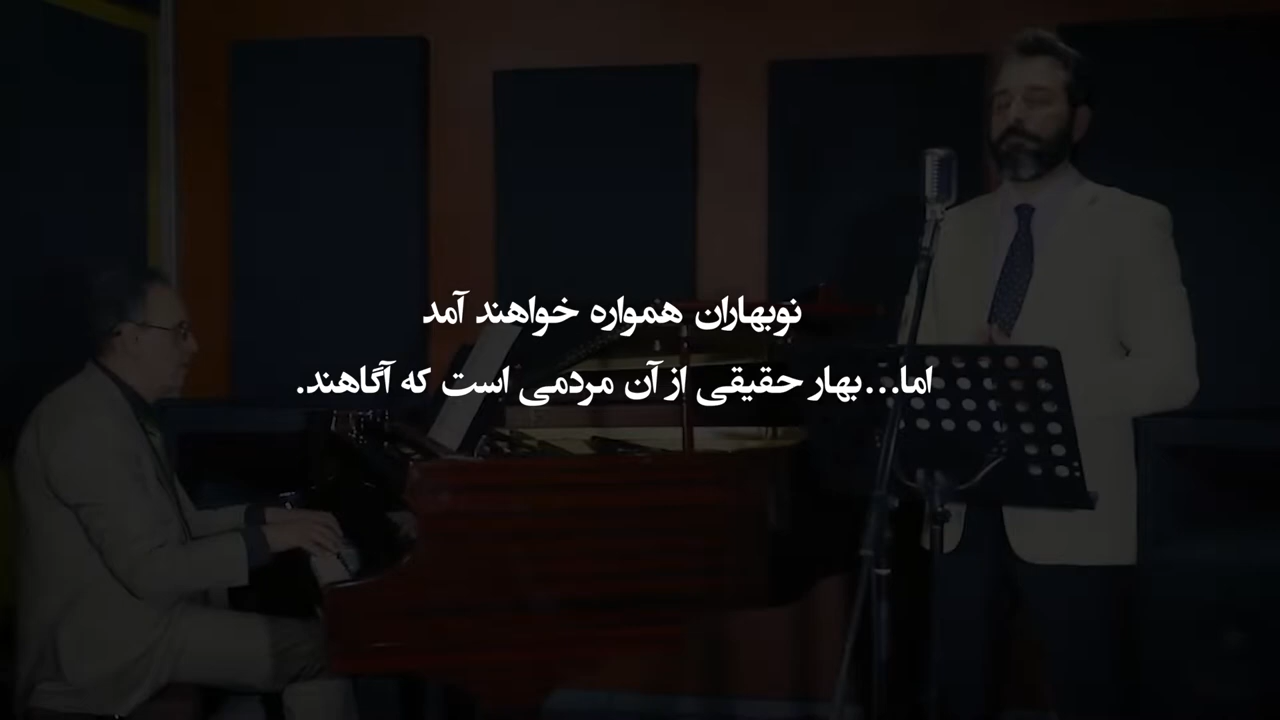 نوبهاران همواره خواهند آمد
اما...بهار حقیقی از آن مردمی است که آگاهند.